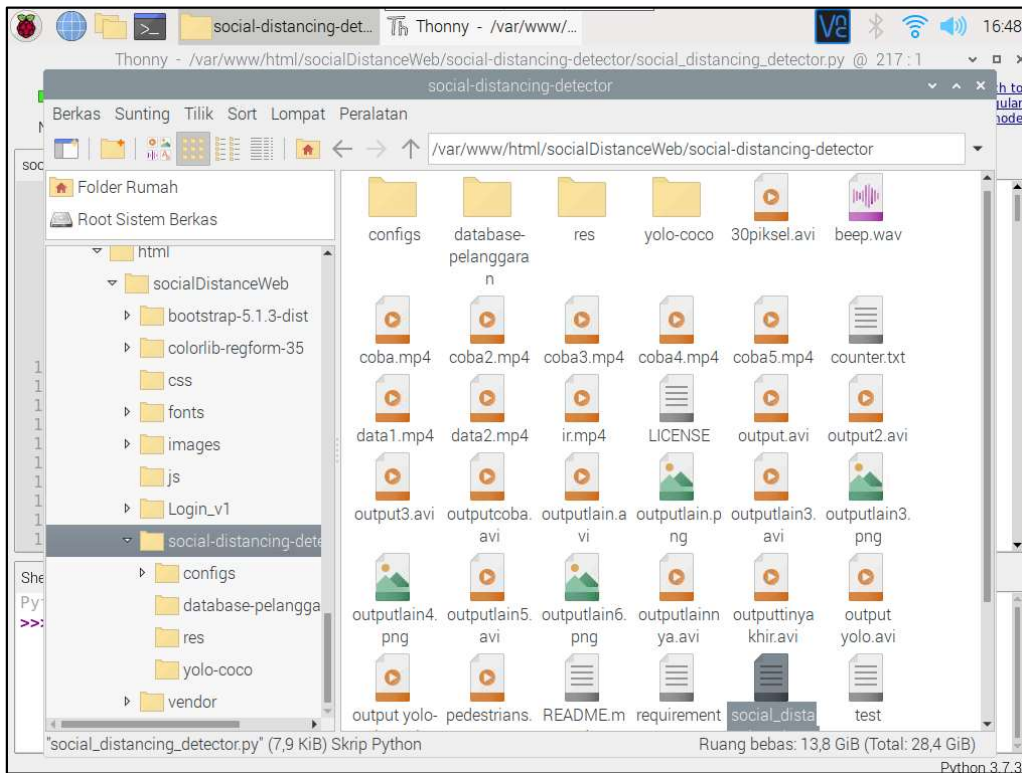 social-distancing-det...
Thonny - /var/www/...
16:48
Thonny - /var/www/html/socialDistanceWeb/social-distancing-detector/social_distancing_detector.py @ 217 : 1
social-distancing-detector
Berkas Sunting Tilik Sort Lompat Peralatan
/var/www/html/socialDistanceWeb/social-distancing-detector
Folder Rumah
Root Sistem Berkas
html
socialDistanceWeb
bootstrap-5.1.3-dist
colorlib-regform-35
css
fonts
images
js
Login_v1
social-distancing-dete
configs
database-pelangga
res
yolo-coco
vendor
configs
database-
pelanggara
n
res
yolo-coco
30piksel.avi
beep.wav
coba.mp4
coba2.mp4
coba3.mp4
coba4.mp4
coba5.mp4
counter.txt
data1.mp4
data2.mp4
ir.mp4
LICENSE
output.avi
output2.avi
output3.avi
outputcoba.
avi
outputlain.a
vi
outputlain.p
ng
outputlain3.
avi
outputlain3.
png
outputlain4.
png
outputlain5.
avi
outputlain6.
png
outputlainn
ya.avi
outputtinya
khir.avi
output
yolo.avi
output yolo-
pedestrians.
README.m
requirement
social_dista
test
"social_distancing_detector.py" (7,9 KiB) Skrip Python
Ruang bebas: 13,8 GiB (Total: 28,4 GiB)
Python 3.7.3